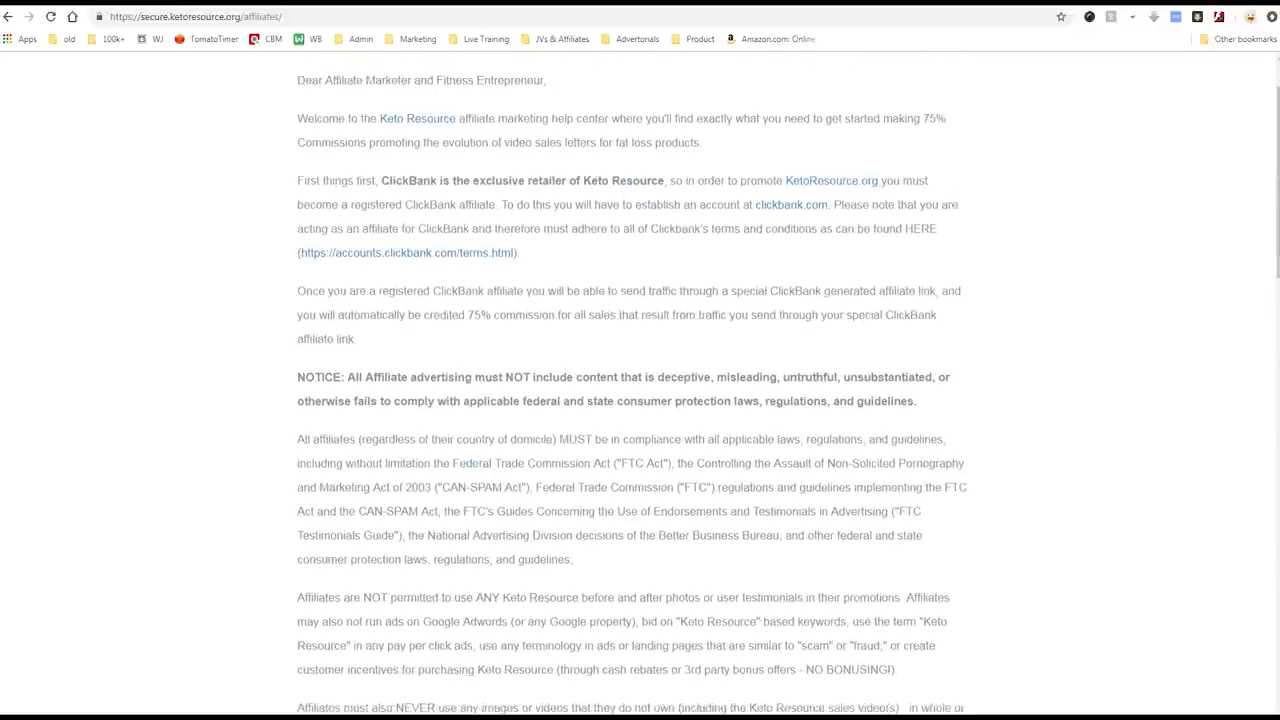 https://secure.ketoresource.org/affiliates/
Apps old 100k+ WJ TomatoTimer CBM WB Admin Marketing Live Training JVs & Affiliates Advertorials Product Amazon.com: Online Other bookmarks
Dear Affiliate Marketer and Fitness Entrepreneur,
Welcome to the Keto Resource affiliate marketing help center where you'll find exactly what you need to get started making 75%
Commissions promoting the evolution of video sales letters for fat loss products.
First things first, ClickBank is the exclusive retailer of Keto Resource, so in order to promote KetoResource.org you must
become a registered ClickBank affiliate. To do this you will have to establish an account at clickbank.com. Please note that you are
acting as an affiliate for ClickBank and therefore must adhere to all of Clickbank's terms and conditions as can be found HERE
(https://accounts.clickbank.com/terms.html).
Once you are a registered ClickBank affiliate you will be able to send traffic through a special ClickBank generated affiliate link, and
you will automatically be credited 75% commission for all sales that result from traffic you send through your special ClickBank
affiliate link.
NOTICE: All Affiliate advertising must NOT include content that is deceptive, misleading, untruthful, unsubstantiated, or
otherwise fails to comply with applicable federal and state consumer protection laws, regulations, and guidelines.
All affiliates (regardless of their country of domicile) MUST be in compliance with all applicable laws, regulations, and guidelines,
including without limitation the Federal Trade Commission Act ("FTC Act"), the Controlling the Assault of Non-Solicited Pornography
and Marketing Act of 2003 ("CAN-SPAM Act"), Federal Trade Commission ("FTC") regulations and guidelines implementing the FTC
Act and the CAN-SPAM Act, the FTC's Guides Concerning the Use of Endorsements and Testimonials in Advertising ("FTC
Testimonials Guide"), the National Advertising Division decisions of the Better Business Bureau, and other federal and state
consumer protection laws, regulations, and guidelines,
Affiliates are NOT permitted to use ANY Keto Resource before and after photos or user testimonials in their promotions Affiliates
may also not run ads on Google Adwords (or any Google property), bid on "Keto Resource" based keywords, use the term "Keto
Resource" in any pay per click ads, use any terminology in ads or landing pages that are similar to "scam" or "fraud," or create
customer incentives for purchasing Keto Resource (through cash rebates or 3rd party bonus offers - NO BONUSING!).
Affiliates must also NEVER use any images or videos that they do not own (including the Keto Resource sales video(s) in whole or